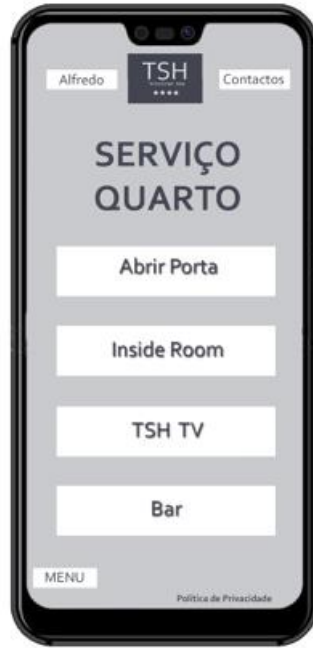 Alfredo
TSH
Contactos
SERVIÇO
QUARTO
Abrir Porta
Inside Room
TSH TV
Bar
MENU
Política de Privacidade